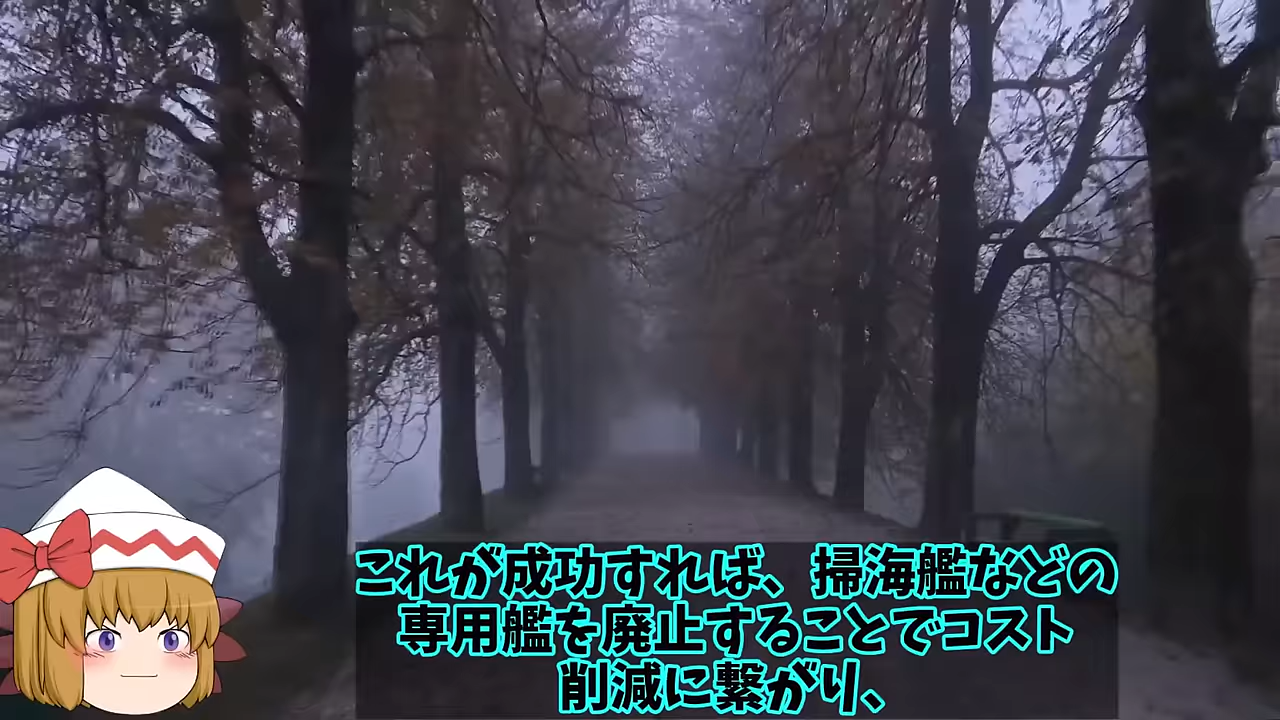 これが成功すれば、掃海艦などの
専用艦を廃止することでコスト
削減に繋がり、